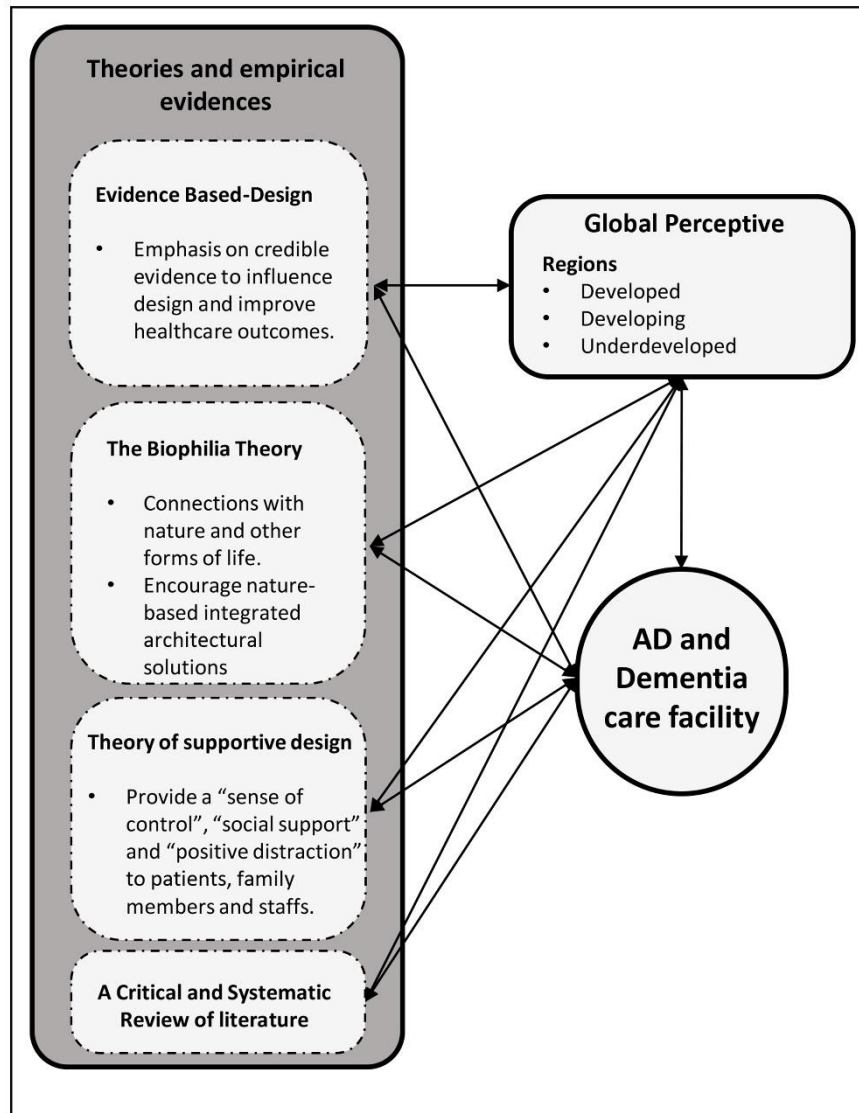 Theories and empirical
evidences
Evidence Based-Design
• Emphasis on credible
evidence to influence
design and improve
healthcare outcomes.
The Biophilia Theory
• Connections with
nature and other
forms of life.
• Encourage nature-
based integrated
architectural
solutions
Theory of supportive design
• Provide a “sense of
control”, “social support”
and “positive distraction”
to patients, family
members and staffs.
A Critical and Systematic
Review of literature
Global Perceptive
Regions
• Developed
• Developing
• Underdeveloped
AD and
Dementia
care facility